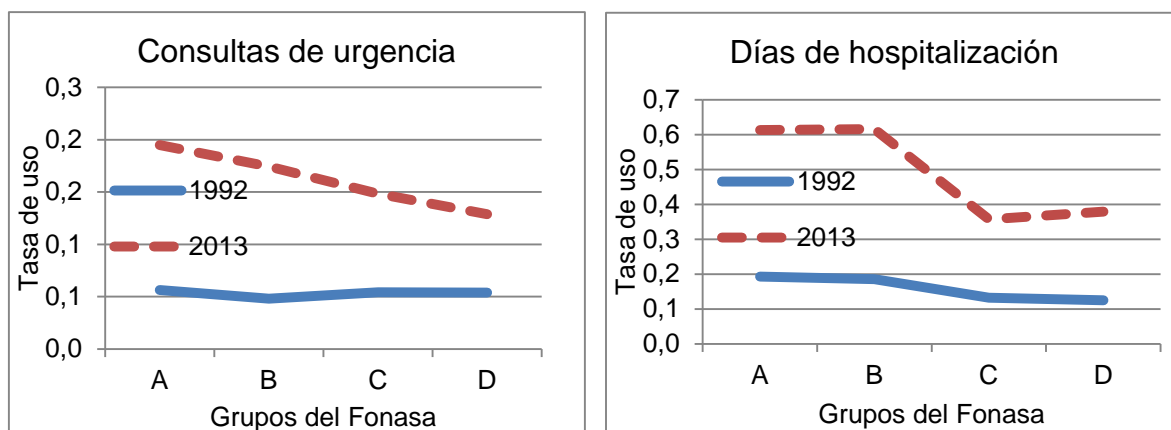 Consultas de urgencia
0,3
0,2
0,2
0,1
0,1
0,0
Tasa de uso
1992
2013
A B C D
Grupos del Fonasa
Días de hospitalización
0,7
0,6
0,5
0,4
0,3
0,2
0,1
0,0
Tasa de uso
1992
2013
A B C D
Grupos del Fonasa